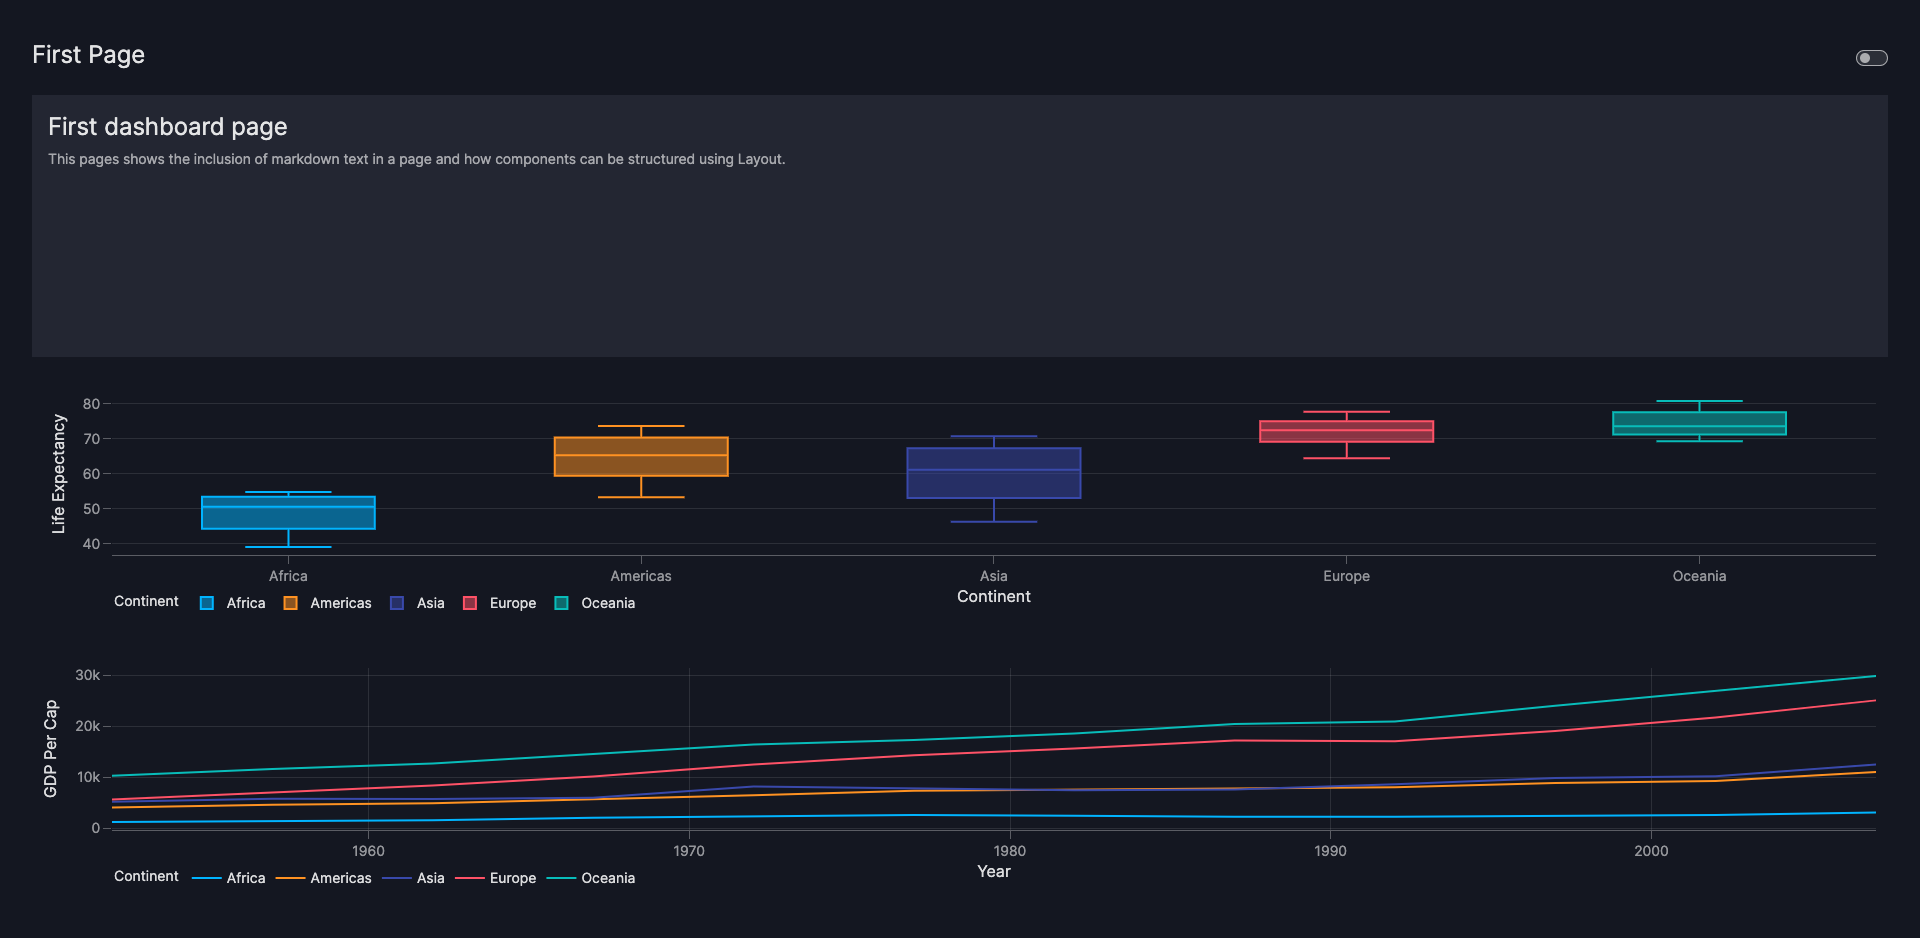 First Page
First dashboard page
This pages shows the inclusion of markdown text in a page and how components can be structured using Layout.
Life Expectancy
80
70
60
50
40
Africa Americas Asia Europe Oceania
Continent
Continent Africa Americas Asia Europe Oceania
GDP Per Cap
30k
20k
10k
0
1960 1970 1980 1990 2000
Year
Continent Africa Americas Asia Europe Oceania